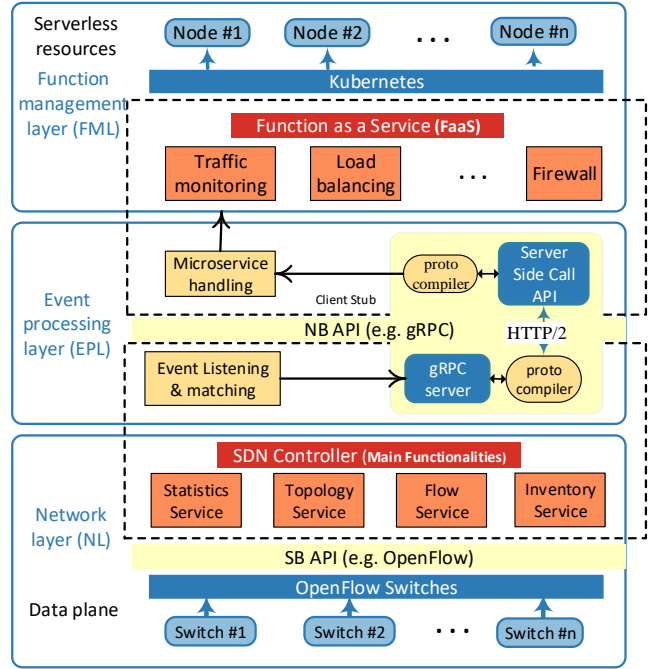 Serverless
resources
Node #1
Node #2
. . .
Node #n
Function
management
layer (FML)
Kubernetes
Function as a Service (FaaS)
Traffic
monitoring
Load
balancing
. . .
Firewall
Event
processing
layer (EPL)
Microservice
handling
proto
compiler
Server
Side Call
API
Client Stub
NB API (e.g. gRPC)
HTTP/2
Event Listening
& matching
gRPC
server
proto
compiler
SDN Controller (Main Functionalities)
Network
layer (NL)
Statistics
Service
Topology
Service
Flow
Service
Inventory
Service
SB API (e.g. OpenFlow)
OpenFlow Switches
Data plane
Switch #1
Switch #2
. . .
Switch #n